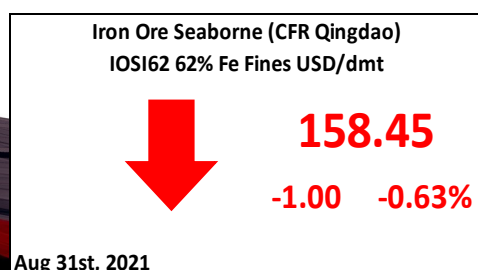 Iron Ore Seaborne (CFR Qingdao)
IOSI62 62% Fe Fines USD/dmt
158.45
-1.00 -0.63%
Aug 31st, 2021